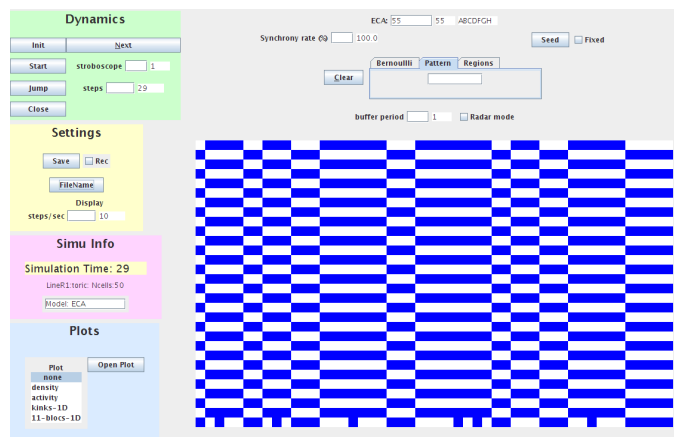 Dynamics
Init Next
Start stroboscope 1
Jump steps 29
Close
ECA: 55 55 ABCDFGH
Synchrony rate (%) 100.0
Seed Fixed
Bernoullli Pattern Regions
Clear
buffer period 1 Radar mode
Settings
Save Rec
FileName
Display
steps/sec 10
Simu Info
Simulation Time: 29
LineR1:toric: Ncells:50
Model: ECA
Plots
Plot Open Plot
none
density
activity
kinks-1D
11-blocs-1D